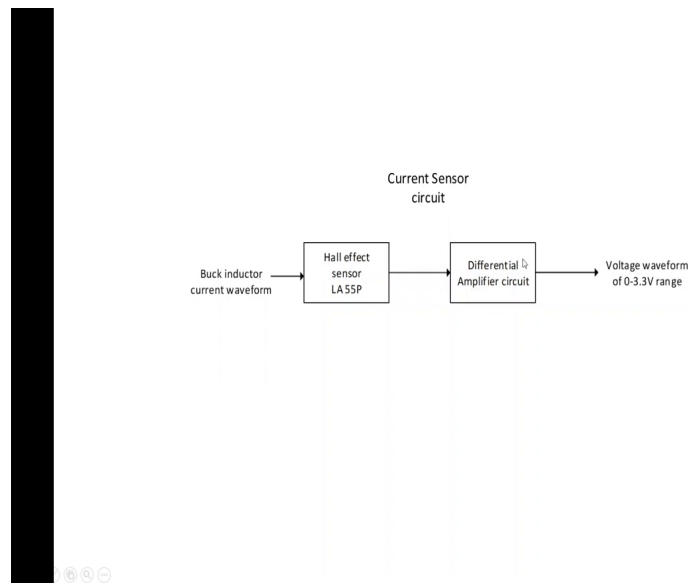 Current Sensor
circuit
Buck inductor
current waveform
Hall effect
sensor
LA 55P
Differential
Amplifier circuit
Voltage waveform
of 0-3.3V range